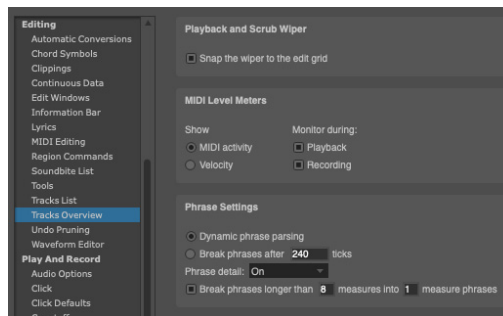 Editing
Automatic Conversions
Chord Symbols
Clippings
Continuous Data
Edit Windows
Information Bar
Lyrics
MIDI Editing
Region Commands
Soundbite List
Tools
Tracks List
Tracks Overview
Undo Pruning
Waveform Editor
Play And Record
Audio Options
Click
Click Defaults
Playback and Scrub Wiper
Snap the wiper to the edit grid
MIDI Level Meters
Show Monitor during:
MIDI activity Playback
Velocity Recording
Phrase Settings
Dynamic phrase parsing
Break phrases after 240 ticks
Phrase detail: On
Break phrases longer than 8 measures into 1 measure phrases